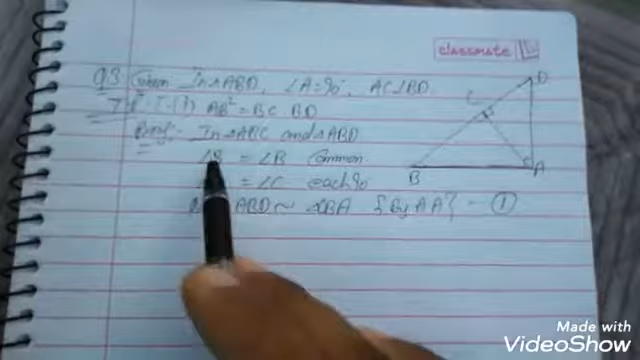 classmate
Q3 Given In △ABD, ∠A=90°, AC⊥BD
T.P.T. (i) AB² = BC. BD
Proof:- In △ABC and △ABD
∠B = ∠B Common
= ∠C each 90
ABD ~ △CBA {By AA} - ①
D
C
B
A
Made with
VideoShow